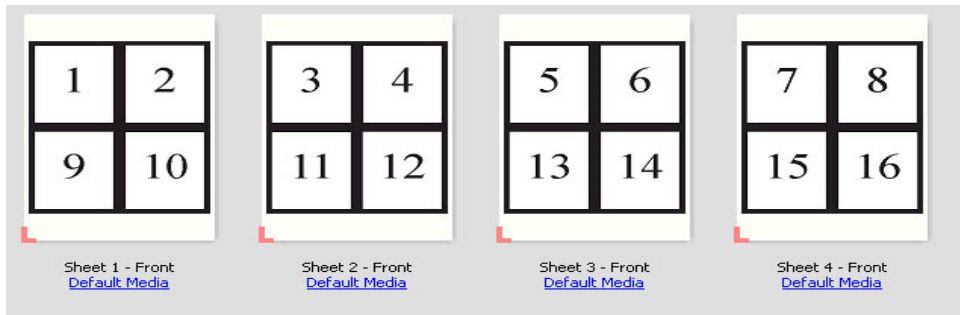 1 2
9 10
Sheet 1 - Front
Default Media
3 4
11 12
Sheet 2 - Front
Default Media
5 6
13 14
Sheet 3 - Front
Default Media
7 8
15 16
Sheet 4 - Front
Default Media